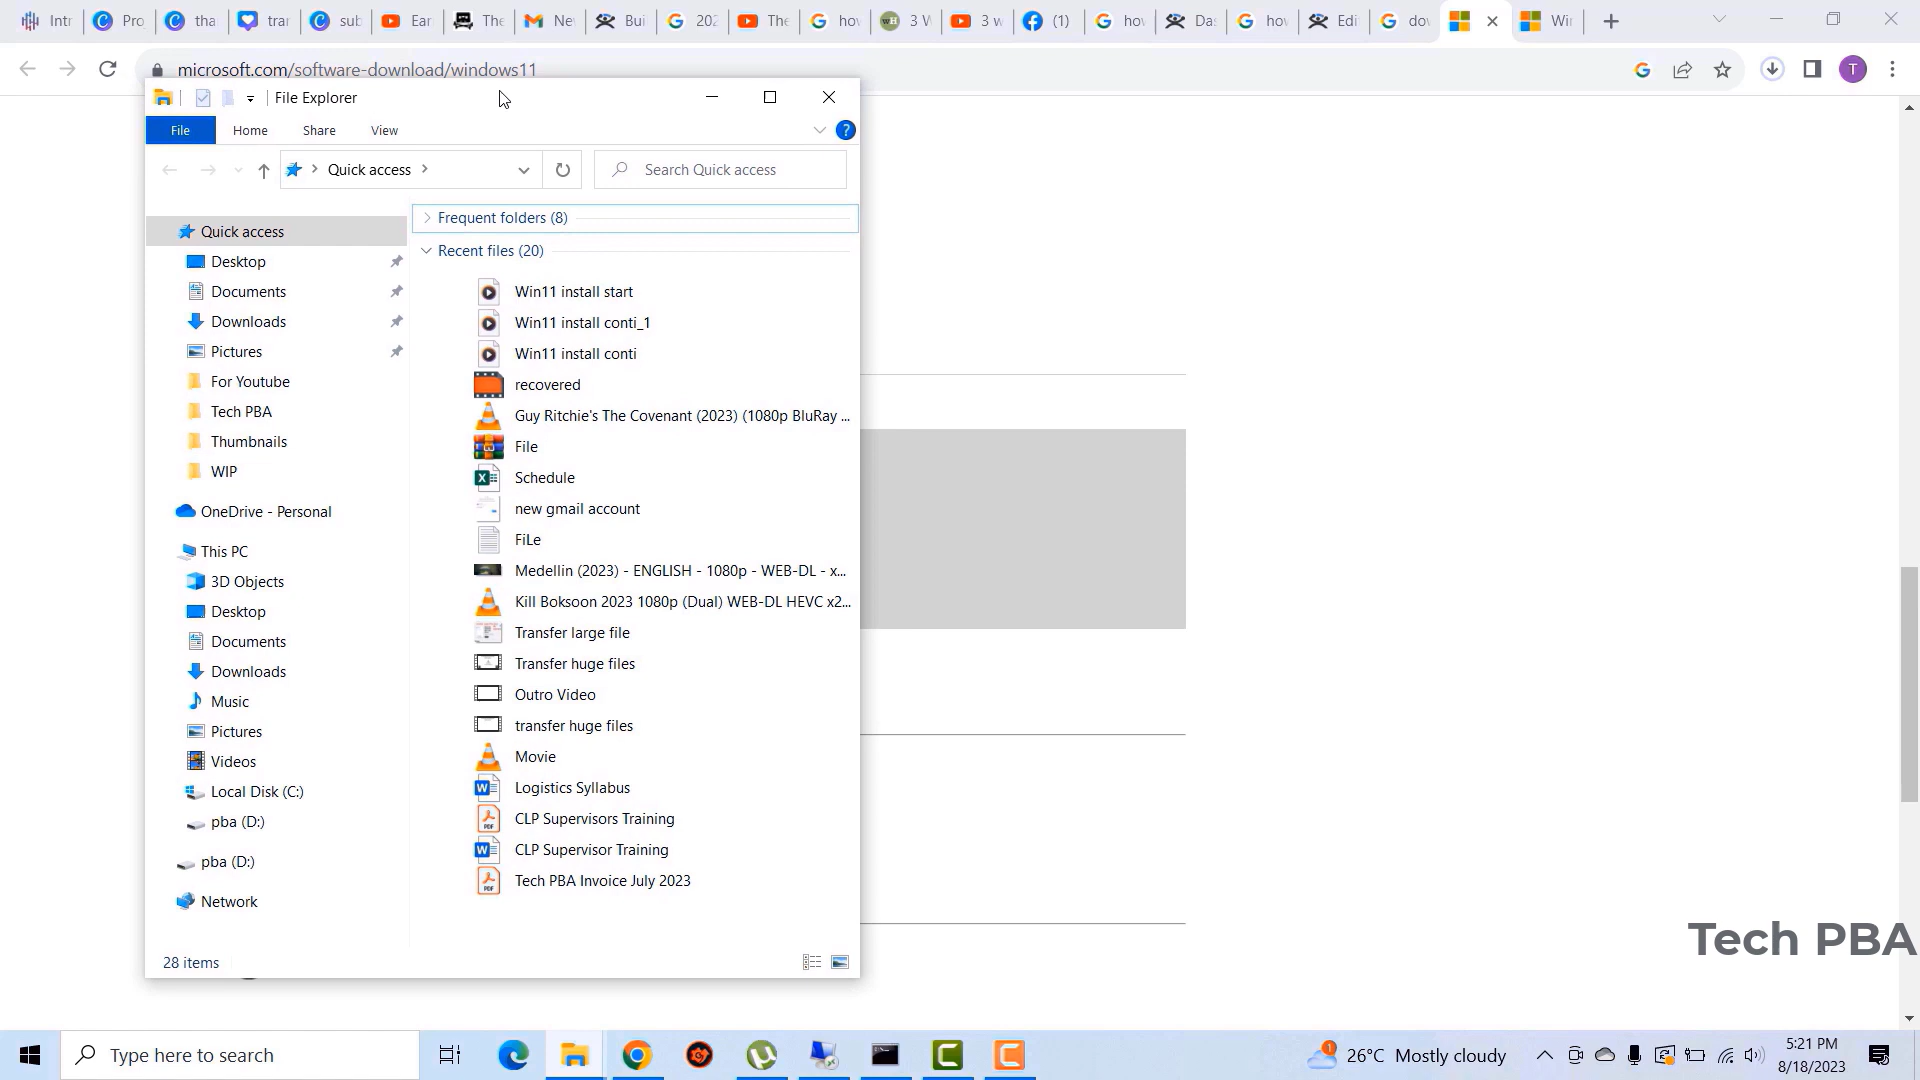 Intr
Pro
tha
tran
sub
Ear
The
Nev
Bui
202
The
hov
3 W
3 w
(1)
hov
Das
hov
Edi
dov
Wir
microsoft.com/software-download/windows11
T
File Explorer
File
Home
Share
View
Quick access
Search Quick access
Quick access
Desktop
Documents
Downloads
Pictures
For Youtube
Tech PBA
Thumbnails
WIP
OneDrive - Personal
This PC
3D Objects
Desktop
Documents
Downloads
Music
Pictures
Videos
Local Disk (C:)
pba (D:)
pba (D:)
Network
Frequent folders (8)
Recent files (20)
Win11 install start
Win11 install conti_1
Win11 install conti
recovered
Guy Ritchie's The Covenant (2023) (1080p BluRay ...
File
Schedule
new gmail account
FiLe
Medellin (2023) - ENGLISH - 1080p - WEB-DL - x...
Kill Boksoon 2023 1080p (Dual) WEB-DL HEVC x2...
Transfer large file
Transfer huge files
Outro Video
transfer huge files
Movie
Logistics Syllabus
CLP Supervisors Training
CLP Supervisor Training
Tech PBA Invoice July 2023
28 items
Tech PBA
Type here to search
26°C Mostly cloudy
5:21 PM
8/18/2023